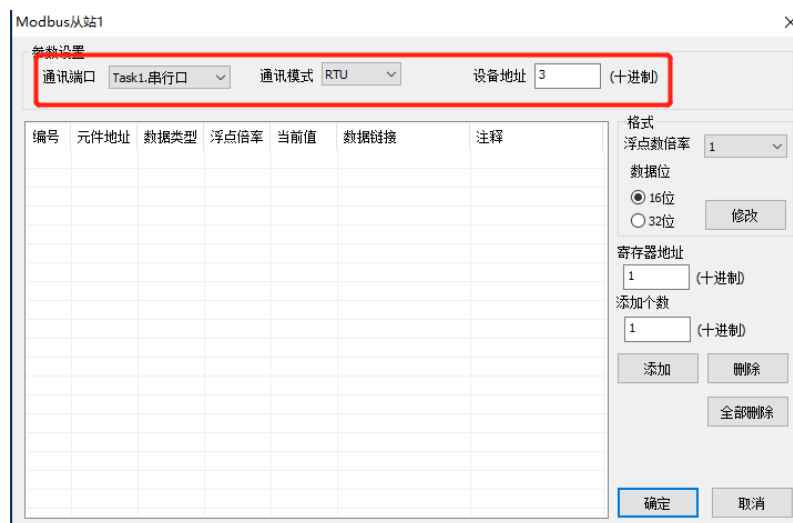 Modbus从站1
参数设置
通讯端口 Task1.串行口 通讯模式 RTU 设备地址 3 (十进制)
编号 元件地址 数据类型 浮点倍率 当前值 数据链接 注释
格式
浮点数倍率 1
数据位
16位
32位 修改
寄存器地址
1 (十进制)
添加个数
1 (十进制)
添加 删除
全部删除
确定 取消